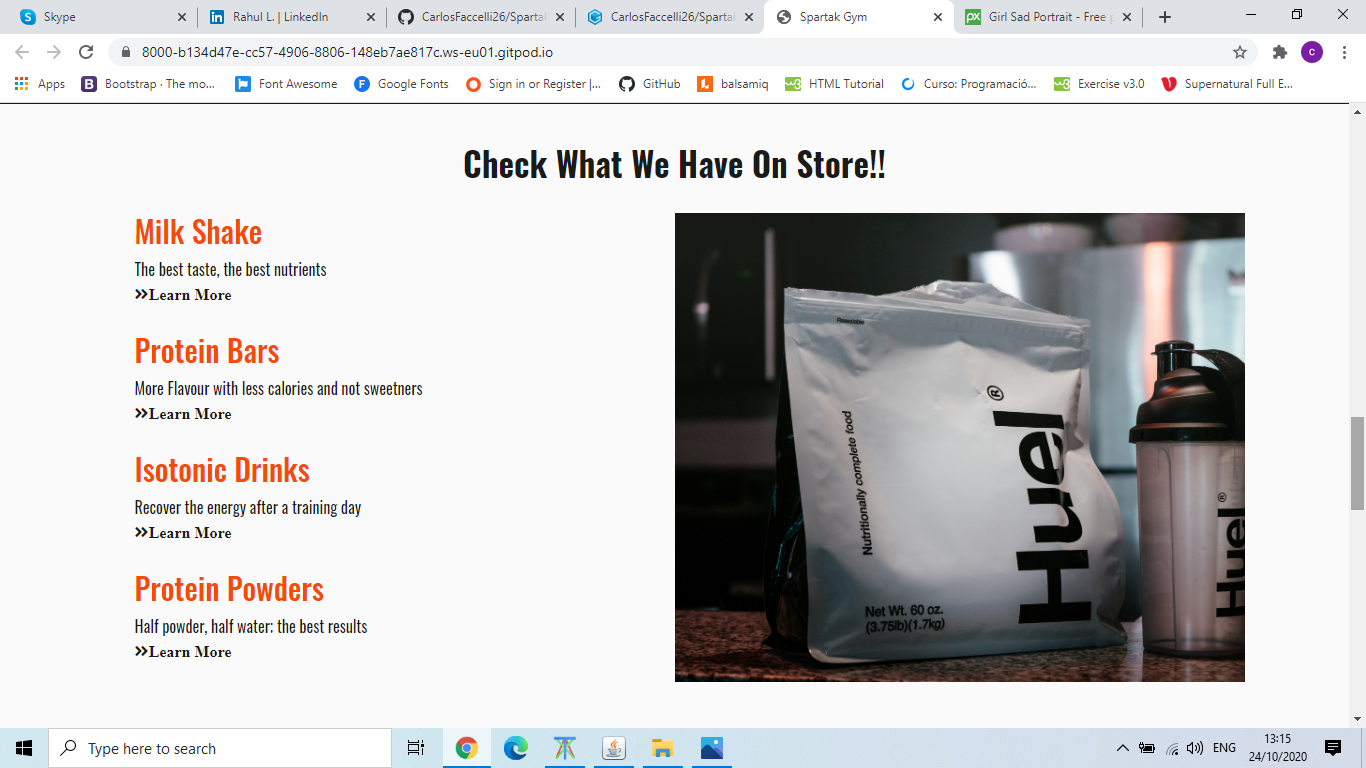 Skype
Rahul L. | LinkedIn
CarlosFaccelli26/Sparta
CarlosFaccelli26/Sparta
Spartak Gym
Girl Sad Portrait - Free p
8000-b134d47e-cc57-4906-8806-148eb7ae817c.ws-eu01.gitpod.io
c
Apps
Bootstrap · The mo...
Font Awesome
Google Fonts
Sign in or Register |...
GitHub
balsamiq
HTML Tutorial
Curso: Programació...
Exercise v3.0
Supernatural Full E...
Check What We Have On Store!!
Milk Shake
The best taste, the best nutrients
Learn More
Protein Bars
More Flavour with less calories and not sweetners
Learn More
Isotonic Drinks
Recover the energy after a training day
Learn More
Protein Powders
Half powder, half water; the best results
Learn More
Resealable
Nutritionally complete food
Huel®
Net Wt. 60 oz.
(3.75lb)(1.7kg)
Huel®
Type here to search
ENG
13:15
24/10/2020